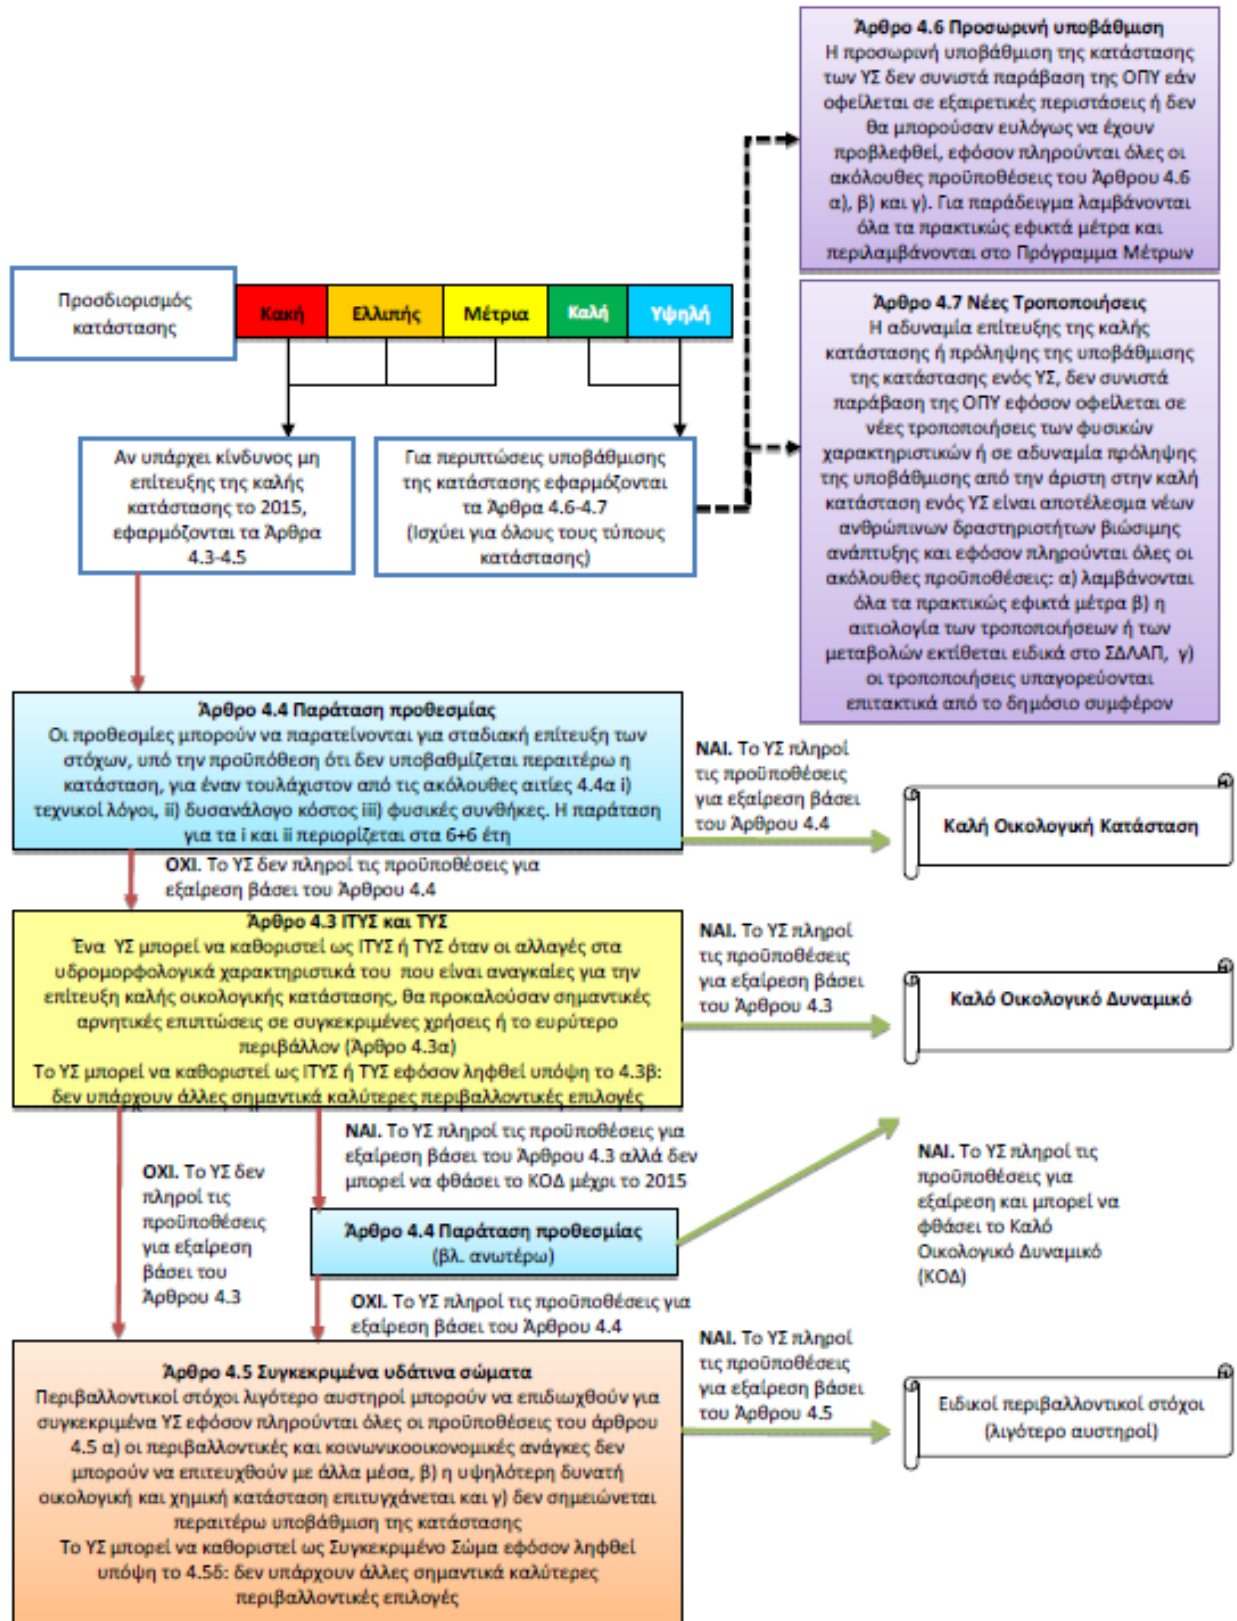 Άρθρο 4.6 Προσωρινή υποβάθμιση
Η προσωρινή υποβάθμιση της κατάστασης
των ΥΣ δεν συνιστά παράβαση της ΟΠΥ εάν
οφείλεται σε εξαιρετικές περιστάσεις ή δεν
θα μπορούσαν ευλόγως να έχουν
προβλεφθεί, εφόσον πληρούνται όλες οι
ακόλουθες προϋποθέσεις του Άρθρου 4.6
α), β) και γ). Για παράδειγμα λαμβάνονται
όλα τα πρακτικώς εφικτά μέτρα και
περιλαμβάνονται στο Πρόγραμμα Μέτρων
Προσδιορισμός
κατάστασης
Κακή
Ελλιπής
Μέτρια
Καλή
Υψηλή
Άρθρο 4.7 Νέες Τροποποιήσεις
Η αδυναμία επίτευξης της καλής
κατάστασης ή πρόληψης της υποβάθμισης
της κατάστασης ενός ΥΣ, δεν συνιστά
παράβαση της ΟΠΥ εφόσον οφείλεται σε
νέες τροποποιήσεις των φυσικών
χαρακτηριστικών ή σε αδυναμία πρόληψης
της υποβάθμισης από την άριστη στην καλή
κατάσταση ενός ΥΣ είναι αποτέλεσμα νέων
ανθρώπινων δραστηριοτήτων βιώσιμης
ανάπτυξης και εφόσον πληρούνται όλες οι
ακόλουθες προϋποθέσεις: α) λαμβάνονται
όλα τα πρακτικώς εφικτά μέτρα β) η
αιτιολογία των τροποποιήσεων ή των
μεταβολών εκτίθεται ειδικά στο ΣΔΛΑΠ, γ)
οι τροποποιήσεις υπαγορεύονται
επιτακτικά από το δημόσιο συμφέρον
Αν υπάρχει κίνδυνος μη
επίτευξης της καλής
κατάστασης το 2015,
εφαρμόζονται τα Άρθρα
4.3-4.5
Για περιπτώσεις υποβάθμισης
της κατάστασης εφαρμόζονται
τα Άρθρα 4.6-4.7
(Ισχύει για όλους τους τύπους
κατάστασης)
Άρθρο 4.4 Παράταση προθεσμίας
Οι προθεσμίες μπορούν να παρατείνονται για σταδιακή επίτευξη των
στόχων, υπό την προϋπόθεση ότι δεν υποβαθμίζεται περαιτέρω η
κατάσταση, για έναν τουλάχιστον από τις ακόλουθες αιτίες 4.4α i)
τεχνικοί λόγοι, ii) δυσανάλογο κόστος iii) φυσικές συνθήκες. Η παράταση
για τα i και ii περιορίζεται στα 6+6 έτη
ΝΑΙ. Το ΥΣ πληροί
τις προϋποθέσεις
για εξαίρεση βάσει
του Άρθρου 4.4
Καλή Οικολογική Κατάσταση
ΟΧΙ. Το ΥΣ δεν πληροί τις προϋποθέσεις για
εξαίρεση βάσει του Άρθρου 4.4
Άρθρο 4.3 ΙΤΥΣ και ΤΥΣ
Ένα ΥΣ μπορεί να καθοριστεί ως ΙΤΥΣ ή ΤΥΣ όταν οι αλλαγές στα
υδρομορφολογικά χαρακτηριστικά του που είναι αναγκαίες για την
επίτευξη καλής οικολογικής κατάστασης, θα προκαλούσαν σημαντικές
αρνητικές επιπτώσεις σε συγκεκριμένες χρήσεις ή το ευρύτερο
περιβάλλον (Άρθρο 4.3α)
Το ΥΣ μπορεί να καθοριστεί ως ΙΤΥΣ ή ΤΥΣ εφόσον ληφθεί υπόψη το 4.3β:
δεν υπάρχουν άλλες σημαντικά καλύτερες περιβαλλοντικές επιλογές
ΝΑΙ. Το ΥΣ πληροί
τις προϋποθέσεις
για εξαίρεση βάσει
του Άρθρου 4.3
Καλό Οικολογικό Δυναμικό
ΟΧΙ. Το ΥΣ δεν
πληροί τις
προϋποθέσεις
για εξαίρεση
βάσει του
Άρθρου 4.3
ΝΑΙ. Το ΥΣ πληροί τις προϋποθέσεις για
εξαίρεση βάσει του Άρθρου 4.3 αλλά δεν
μπορεί να φθάσει το ΚΟΔ μέχρι το 2015
Άρθρο 4.4 Παράταση προθεσμίας
(βλ. ανωτέρω)
ΝΑΙ. Το ΥΣ πληροί τις
προϋποθέσεις για
εξαίρεση και μπορεί να
φθάσει το Καλό
Οικολογικό Δυναμικό
(ΚΟΔ)
ΟΧΙ. Το ΥΣ πληροί τις προϋποθέσεις για
εξαίρεση βάσει του Άρθρου 4.4
Άρθρο 4.5 Συγκεκριμένα υδάτινα σώματα
Περιβαλλοντικοί στόχοι λιγότερο αυστηροί μπορούν να επιδιωχθούν για
συγκεκριμένα ΥΣ εφόσον πληρούνται όλες οι προϋποθέσεις του άρθρου
4.5 α) οι περιβαλλοντικές και κοινωνικοοικονομικές ανάγκες δεν
μπορούν να επιτευχθούν με άλλα μέσα, β) η υψηλότερη δυνατή
οικολογική και χημική κατάσταση επιτυγχάνεται και γ) δεν σημειώνεται
περαιτέρω υποβάθμιση της κατάστασης
Το ΥΣ μπορεί να καθοριστεί ως Συγκεκριμένο Σώμα εφόσον ληφθεί
υπόψη το 4.5δ: δεν υπάρχουν άλλες σημαντικά καλύτερες
περιβαλλοντικές επιλογές
ΝΑΙ. Το ΥΣ πληροί
τις προϋποθέσεις
για εξαίρεση βάσει
του Άρθρου 4.5
Ειδικοί περιβαλλοντικοί στόχοι
(λιγότερο αυστηροί)